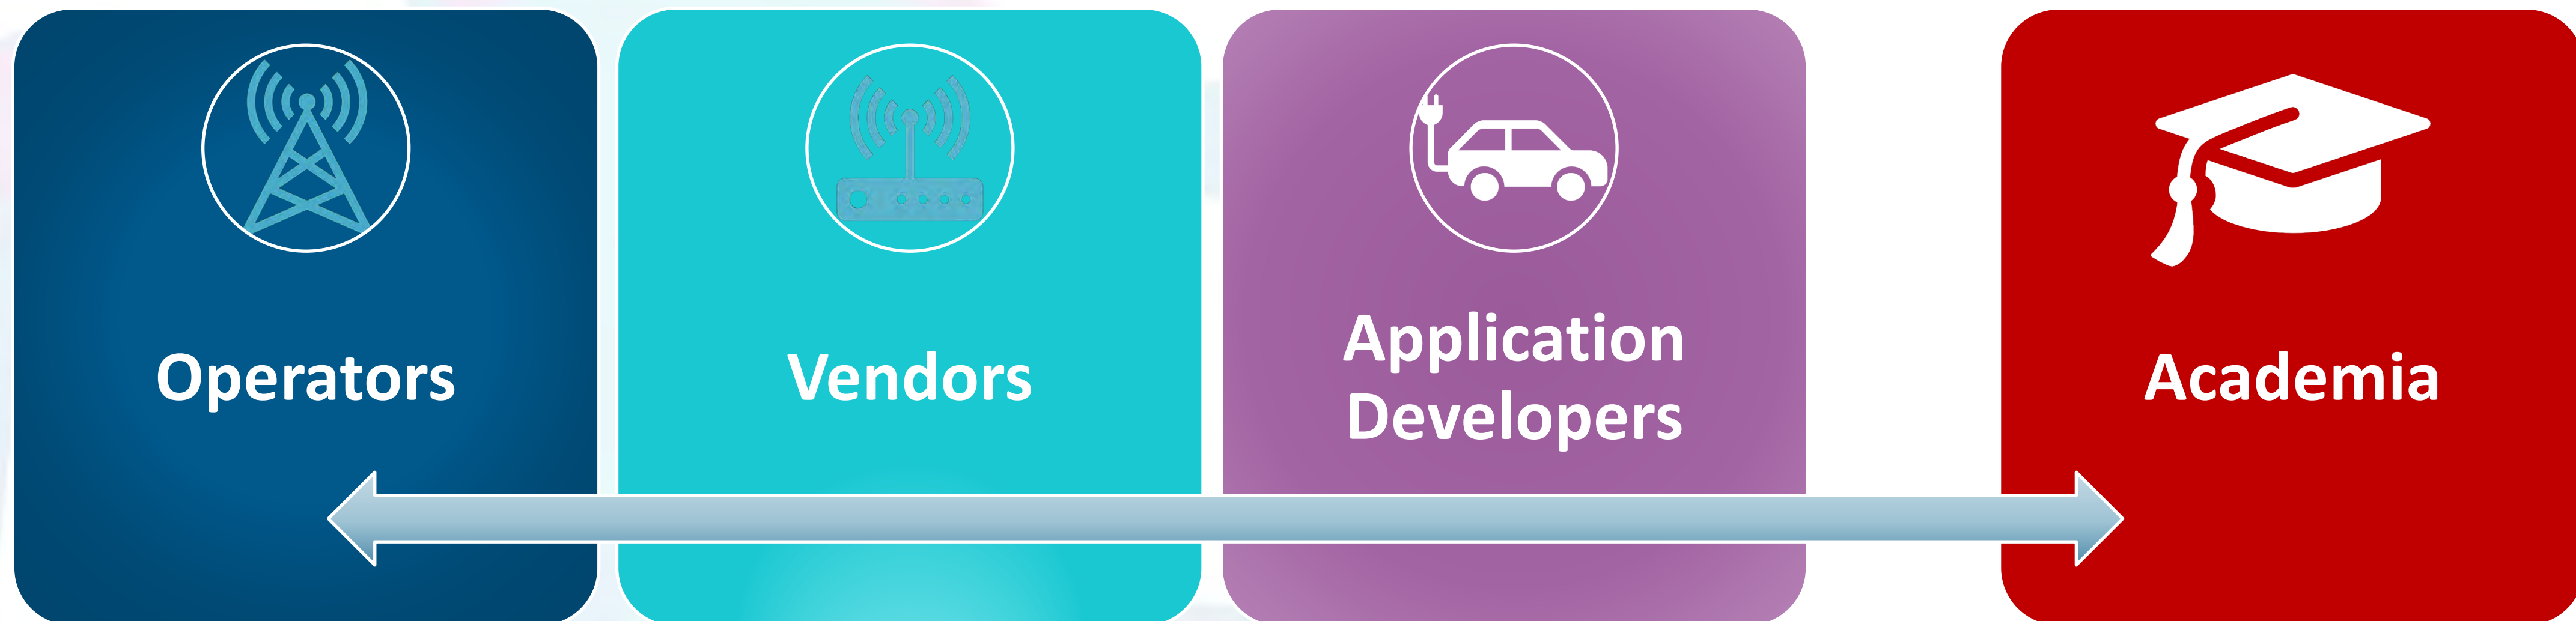 Operators
Vendors
Application
Developers
Academia